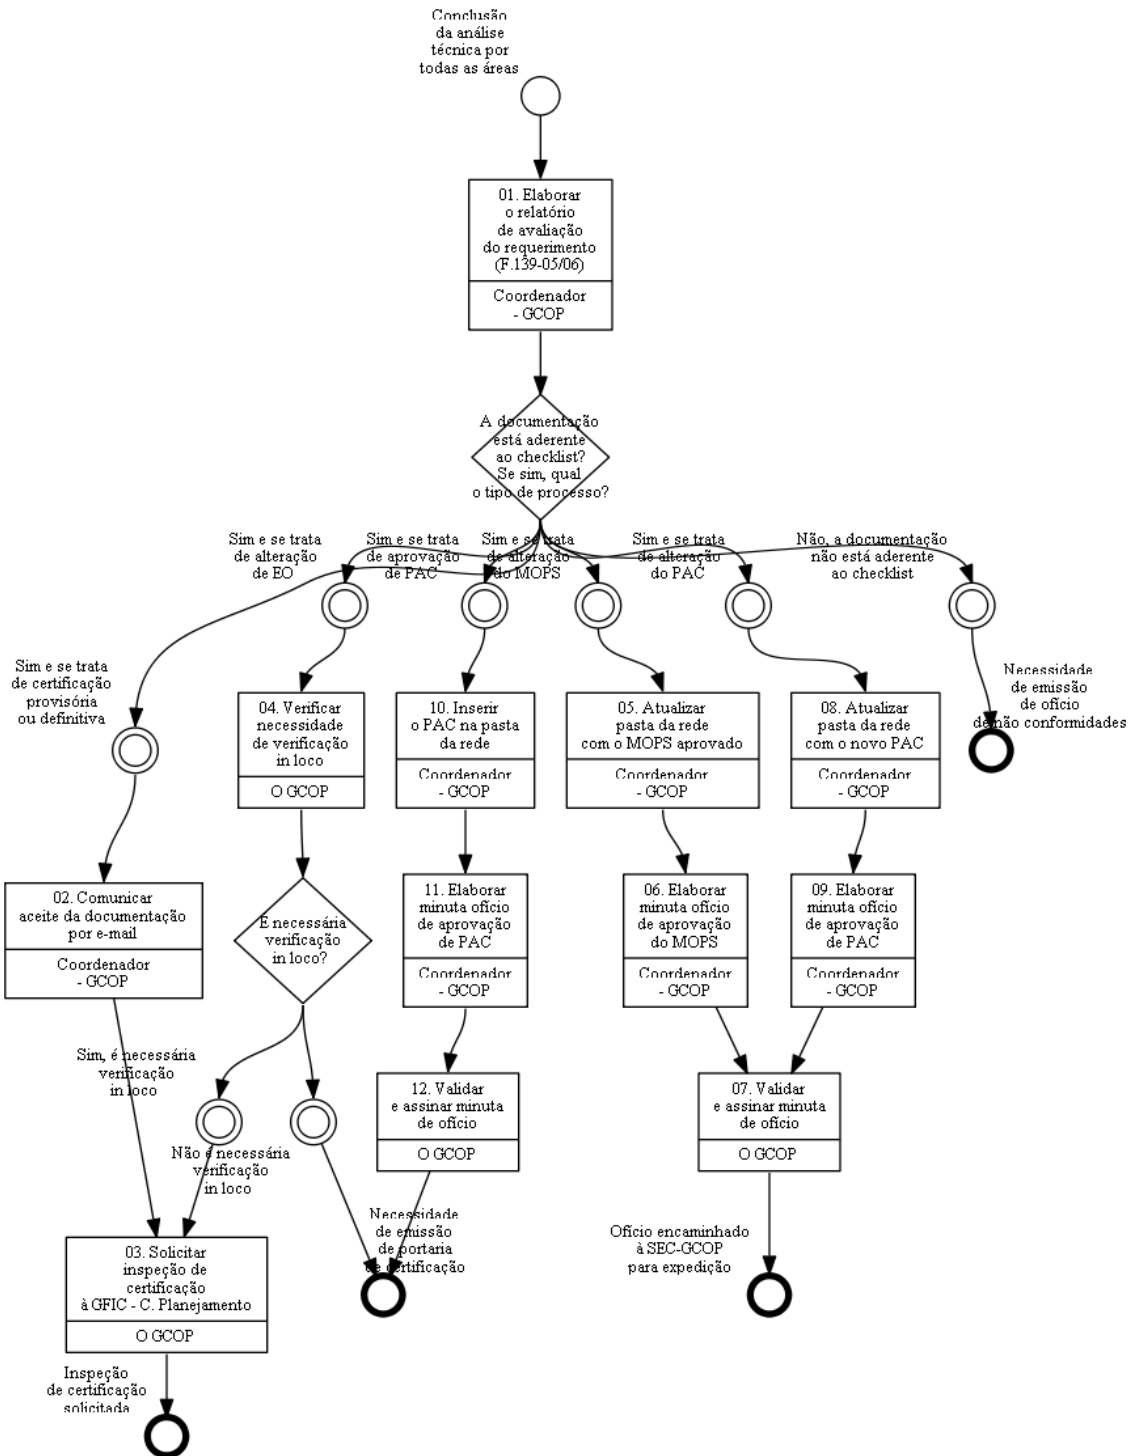 Conclusão
da análise
técnica por
todas as áreas
01. Elaborar
o relatório
de avaliação
do requerimento
(F.139-05/06)
Coordenador
- GCOP
A documentação
está aderente
ao checklist?
Se sim, qual
o tipo de processo?
Sim e se trata
de alteração
de EO
Sim e se trata
de aprovação
de PAC
Sim e se trata
de alteração
do MOPS
Sim e se trata
de alteração
do PAC
Não, a documentação
não está aderente
ao checklist
Sim e se trata
de certificação
provisória
ou definitiva
Necessidade
de emissão
de ofício
de não conformidades
04. Verificar
necessidade
de verificação
in loco
O GCOP
10. Inserir
o PAC na pasta
da rede
Coordenador
- GCOP
05. Atualizar
pasta da rede
com o MOPS aprovado
Coordenador
- GCOP
08. Atualizar
pasta da rede
com o novo PAC
Coordenador
- GCOP
02. Comunicar
aceite da documentação
por e-mail
Coordenador
- GCOP
É necessária
verificação
in loco?
11. Elaborar
minuta ofício
de aprovação
de PAC
Coordenador
- GCOP
06. Elaborar
minuta ofício
de aprovação
do MOPS
Coordenador
- GCOP
09. Elaborar
minuta ofício
de aprovação
de PAC
Coordenador
- GCOP
Sim, é necessária
verificação
in loco
Não é necessária
verificação
in loco
12. Validar
e assinar minuta
de ofício
O GCOP
07. Validar
e assinar minuta
de ofício
O GCOP
Necessidade
de emissão
de portaria
de certificação
Ofício encaminhado
à SEC-GCOP
para expedição
03. Solicitar
inspeção de
certificação
à GFIC - C. Planejamento
O GCOP
Inspeção
de certificação
solicitada